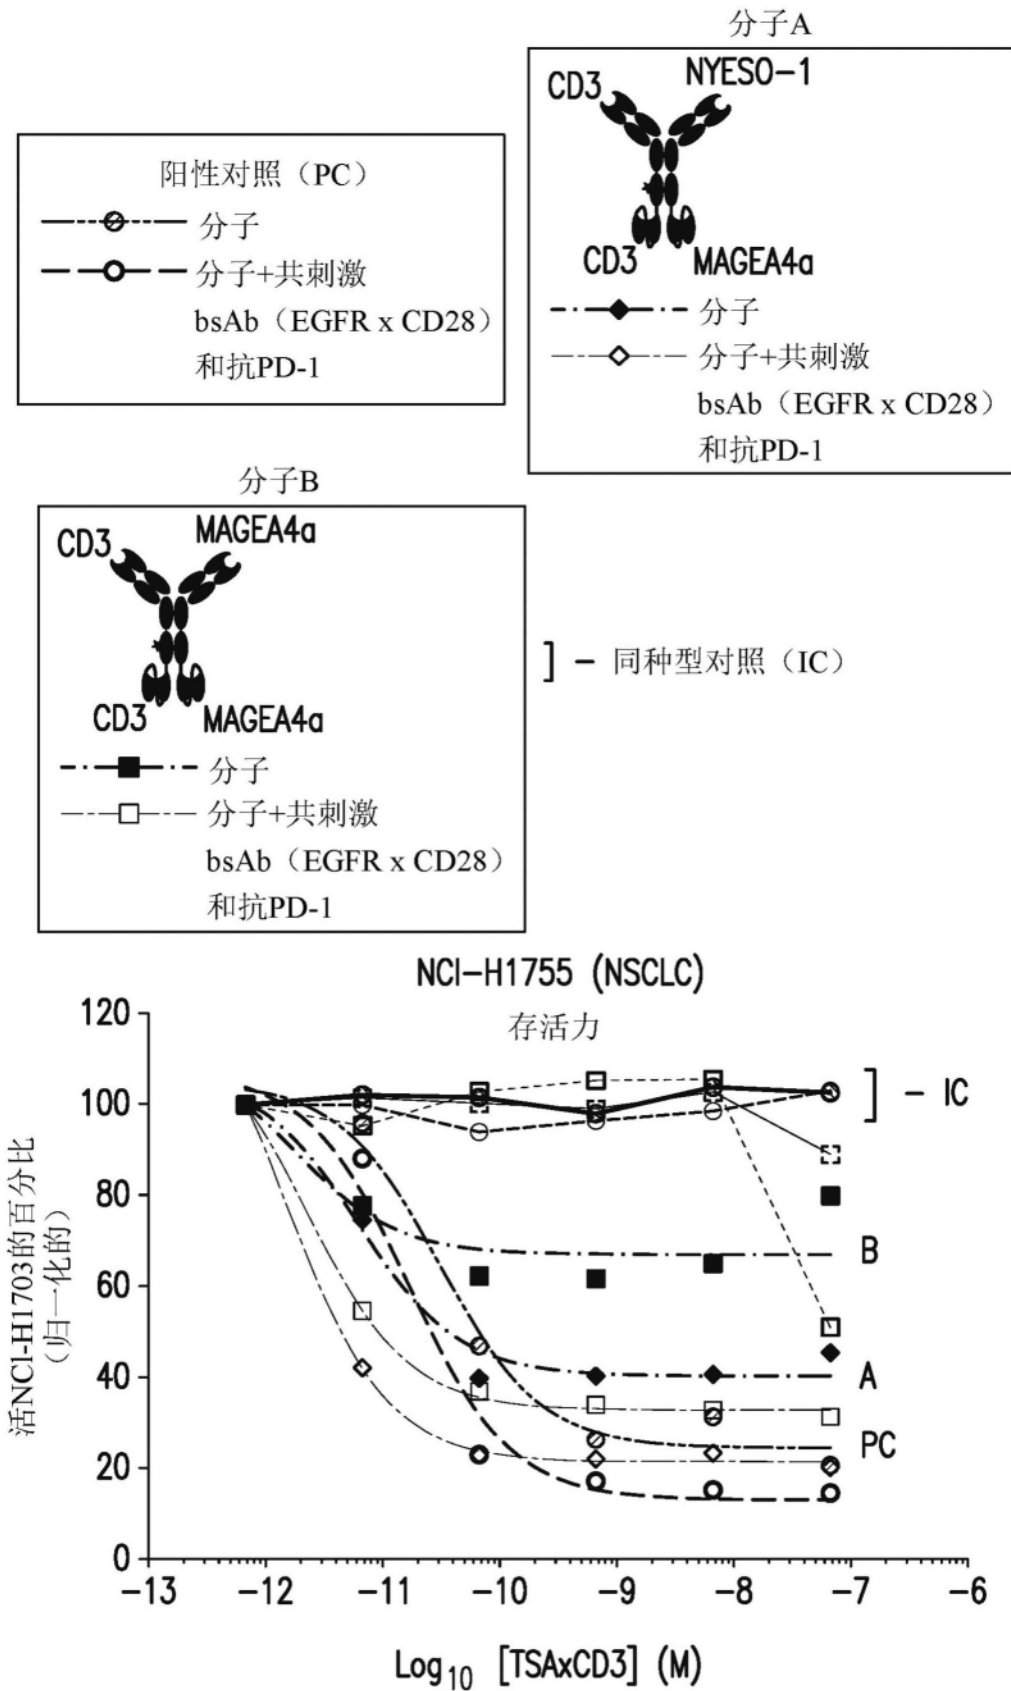 分子A
CD3
NYESO-1
CD3
MAGEA4a
分子
分子+共刺激
bsAb（EGFR x CD28）
和抗PD-1
阳性对照（PC）
分子
分子+共刺激
bsAb（EGFR x CD28）
和抗PD-1
分子B
CD3
MAGEA4a
CD3
MAGEA4a
分子
分子+共刺激
bsAb（EGFR x CD28）
和抗PD-1
] - 同种型对照（IC）
NCl-H1755 (NSCLC)
存活力
活NCl-H1703的百分比
（归一化的）
120
100
80
60
40
20
0
] - IC
B
A
PC
-13
-12
-11
-10
-9
-8
-7
-6
Log10 [TSAxCD3] (M)